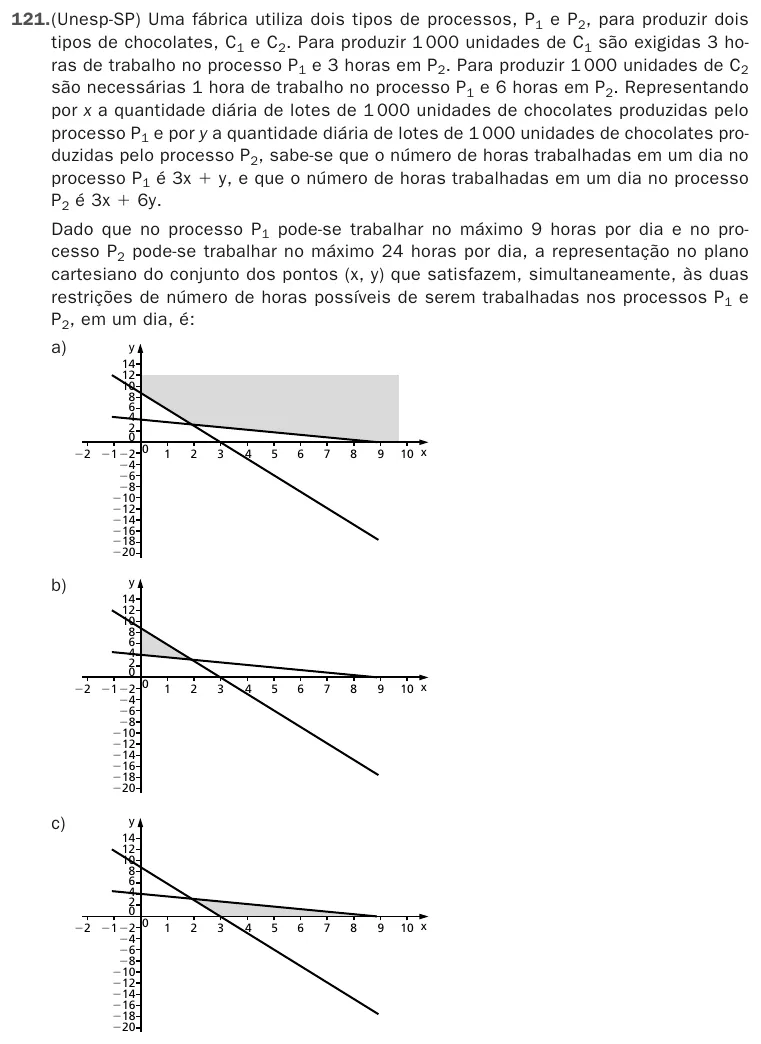 121.(Unesp-SP) Uma fábrica utiliza dois tipos de processos, P₁ e P₂, para produzir dois
tipos de chocolates, C₁ e C₂. Para produzir 1 000 unidades de C₁ são exigidas 3 ho-
ras de trabalho no processo P₁ e 3 horas em P₂. Para produzir 1 000 unidades de C₂
são necessárias 1 hora de trabalho no processo P₁ e 6 horas em P₂. Representando
por x a quantidade diária de lotes de 1 000 unidades de chocolates produzidas pelo
processo P₁ e por y a quantidade diária de lotes de 1 000 unidades de chocolates pro-
duzidas pelo processo P₂, sabe-se que o número de horas trabalhadas em um dia no
processo P₁ é 3x + y, e que o número de horas trabalhadas em um dia no processo
P₂ é 3x + 6y.
Dado que no processo P₁ pode-se trabalhar no máximo 9 horas por dia e no pro-
cesso P₂ pode-se trabalhar no máximo 24 horas por dia, a representação no plano
cartesiano do conjunto dos pontos (x, y) que satisfazem, simultaneamente, às duas
restrições de número de horas possíveis de serem trabalhadas nos processos P₁ e
P₂, em um dia, é:
a)
y
14
12
10
8
6
4
2
0
−2 −1 −2 0 1 2 3 4 5 6 7 8 9 10 x
−4
−6
−8
−10
−12
−14
−16
−18
−20
b)
y
14
12
10
8
6
4
2
0
−2 −1 −2 0 1 2 3 4 5 6 7 8 9 10 x
−4
−6
−8
−10
−12
−14
−16
−18
−20
c)
y
14
12
10
8
6
4
2
0
−2 −1 −2 0 1 2 3 4 5 6 7 8 9 10 x
−4
−6
−8
−10
−12
−14
−16
−18
−20